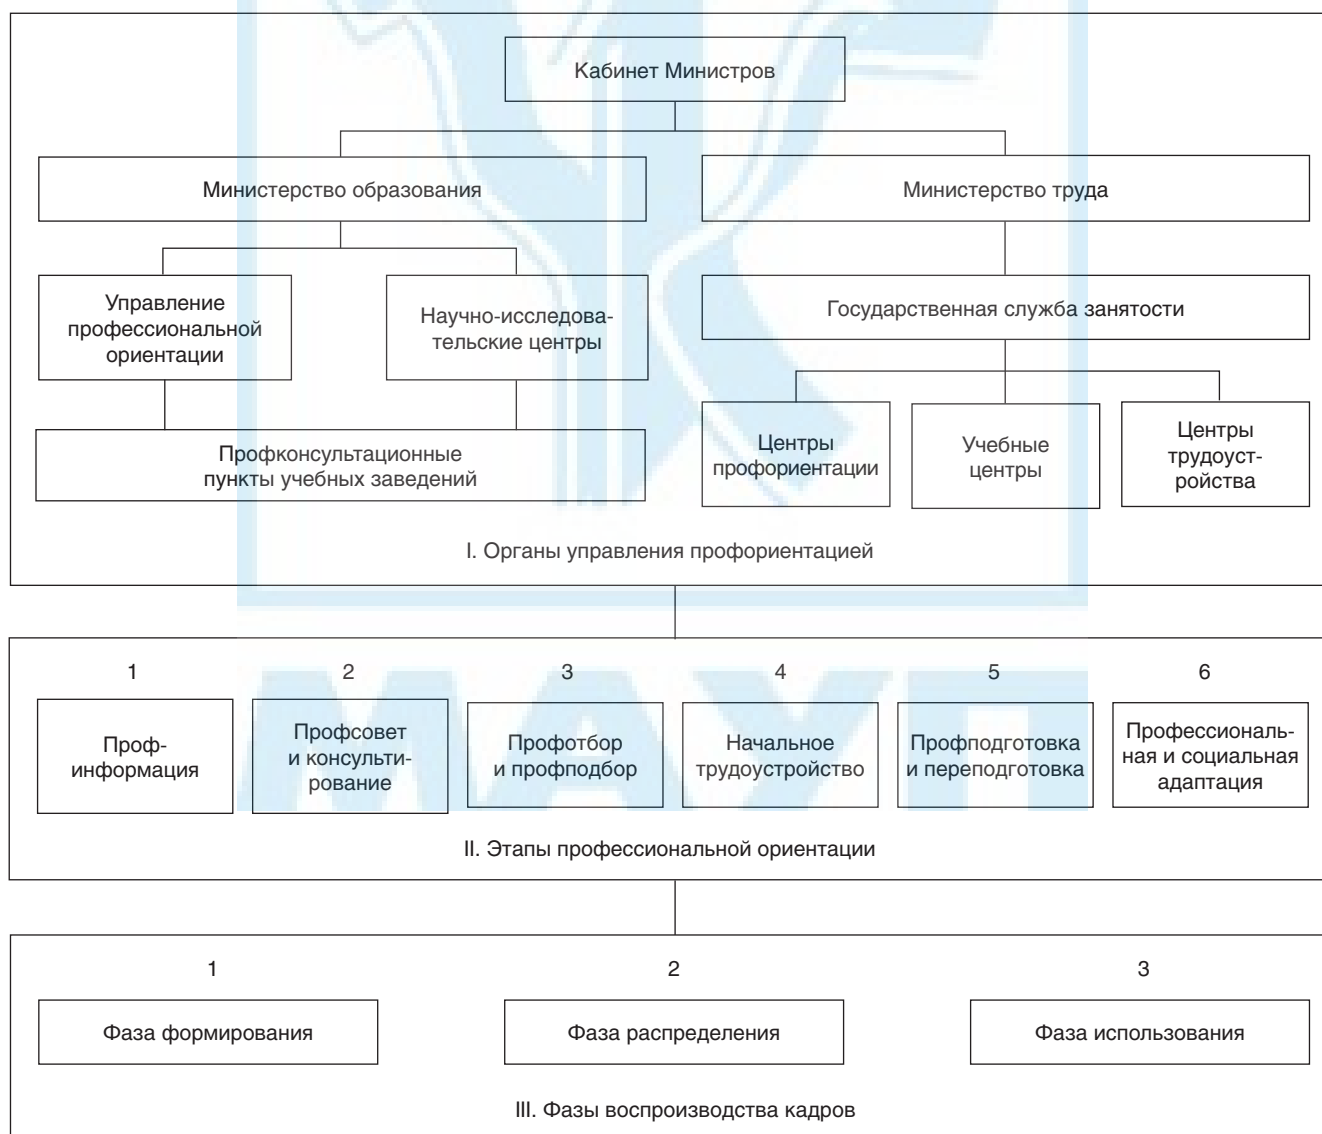 Кабинет Министров
Министерство образования
Министерство труда
Управление
профессиональной
ориентации
Научно-исследова-
тельские центры
Государственная служба занятости
Профконсультационные
пункты учебных заведений
Центры
профориентации
Учебные
центры
Центры
трудоуст-
ройства
I. Органы управления профориентацией
1
2
3
4
5
6
Проф-
информация
Профсовет
и консульти-
рование
Профотбор
и профподбор
Начальное
трудоустройство
Профподготовка
и переподготовка
Профессиональ-
ная и социальная
адаптация
МАУП
II. Этапы профессиональной ориентации
1
2
3
Фаза формирования
Фаза распределения
Фаза использования
III. Фазы воспроизводства кадров